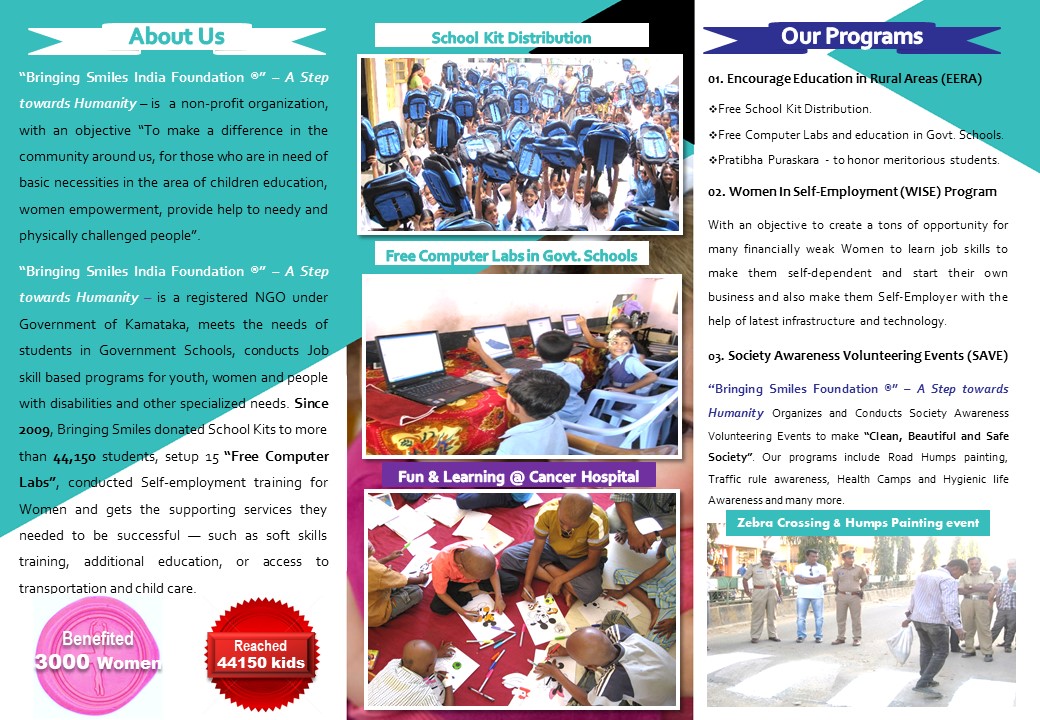 About Us
“Bringing Smiles India Foundation ®” – A Step
towards Humanity – is a non-profit organization,
with an objective “To make a difference in the
community around us, for those who are in need of
basic necessities in the area of children education,
women empowerment, provide help to needy and
physically challenged people”.
“Bringing Smiles India Foundation ®” – A Step
towards Humanity – is a registered NGO under
Government of Karnataka, meets the needs of
students in Government Schools, conducts Job
skill based programs for youth, women and people
with disabilities and other specialized needs. Since
2009, Bringing Smiles donated School Kits to more
than 44,150 students, setup 15 “Free Computer
Labs”, conducted Self-employment training for
Women and gets the supporting services they
needed to be successful — such as soft skills
training, additional education, or access to
transportation and child care.
Benefited
3000 Women
Reached
44150 kids
School Kit Distribution
Free Computer Labs in Govt. Schools
Fun & Learning @ Cancer Hospital
Our Programs
01. Encourage Education in Rural Areas (EERA)
❖Free School Kit Distribution.
❖Free Computer Labs and education in Govt. Schools.
❖Pratibha Puraskara - to honor meritorious students.
02. Women In Self-Employment (WISE) Program
With an objective to create a tons of opportunity for
many financially weak Women to learn job skills to
make them self-dependent and start their own
business and also make them Self-Employer with the
help of latest infrastructure and technology.
03. Society Awareness Volunteering Events (SAVE)
“Bringing Smiles Foundation ®” – A Step towards
Humanity Organizes and Conducts Society Awareness
Volunteering Events to make “Clean, Beautiful and Safe
Society”. Our programs include Road Humps painting,
Traffic rule awareness, Health Camps and Hygienic life
Awareness and many more.
Zebra Crossing & Humps Painting event